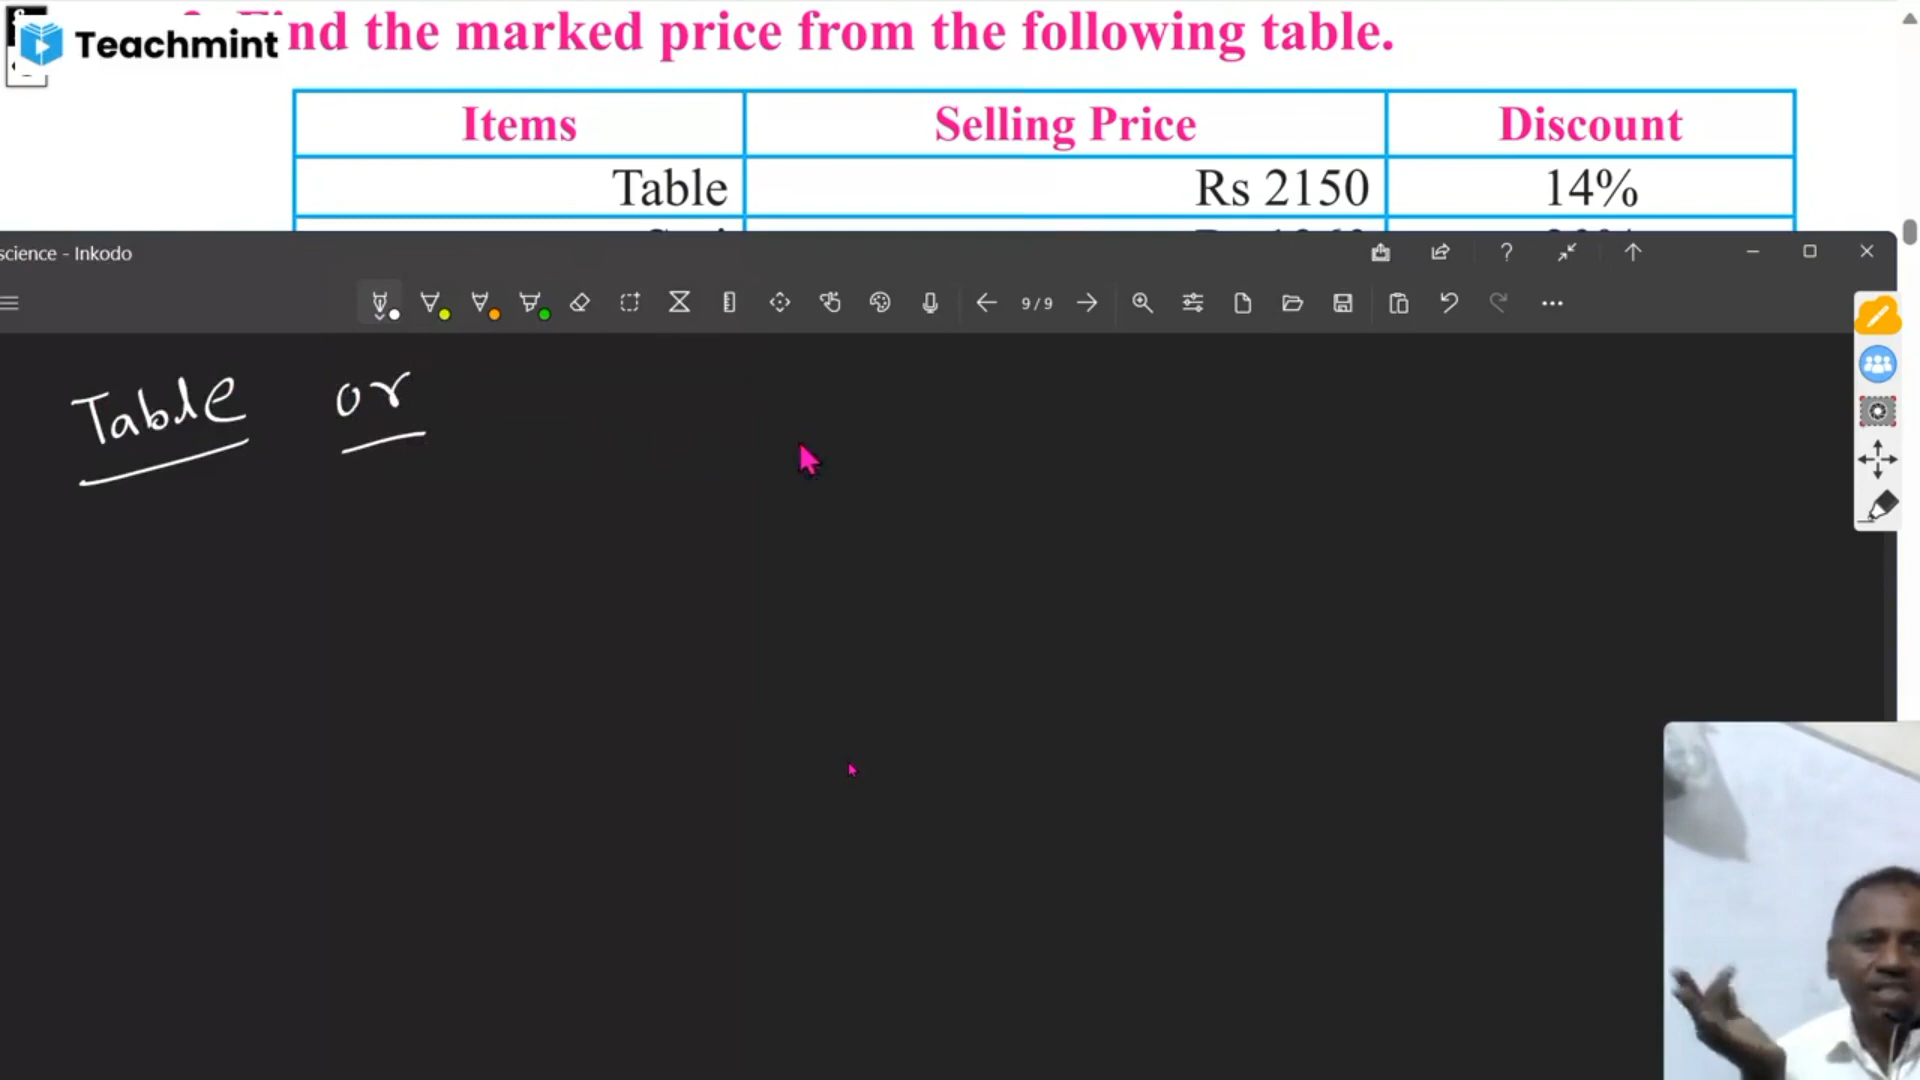 Teachmint nd the marked price from the following table.
Items Selling Price Discount
Table Rs 2150 14%
science - Inkodo
9/9
Table or